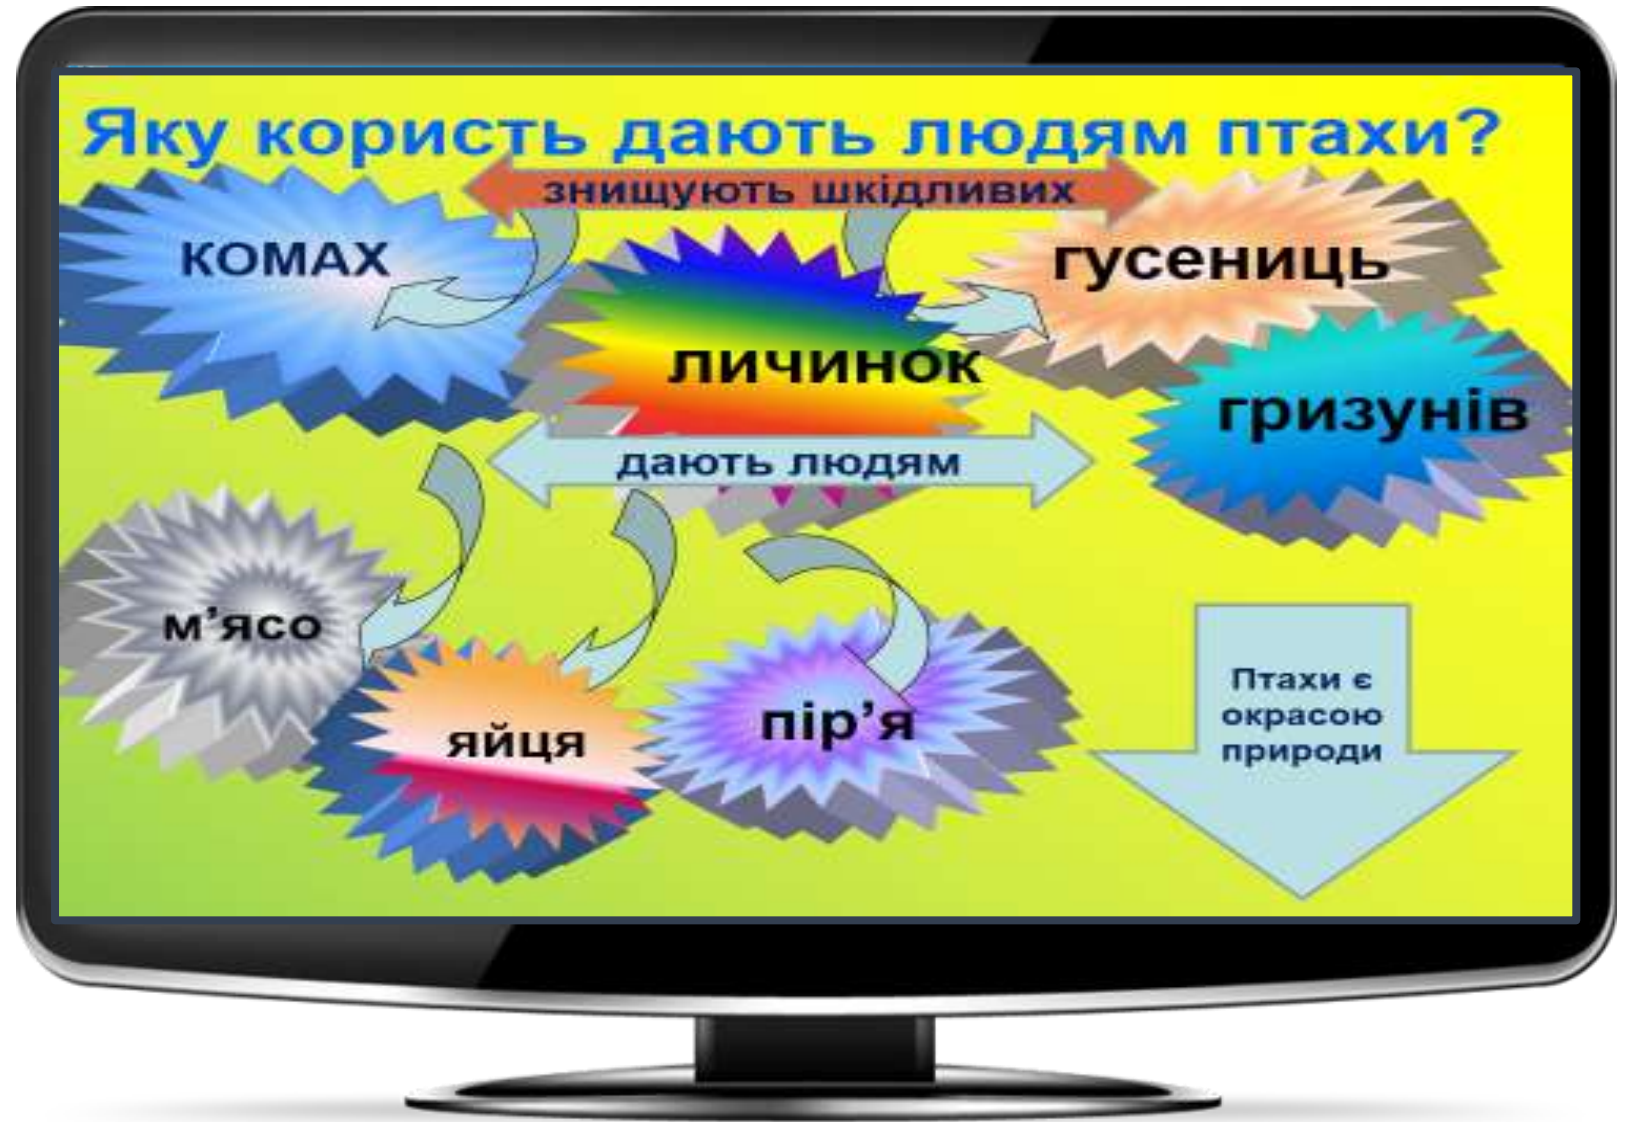 Яку користь дають людям птахи?
знищують шкідливих
комах
гусениць
личинок
гризунів
дають людям
м’ясо
яйця
пір’я
Птахи є
окрасою
природи